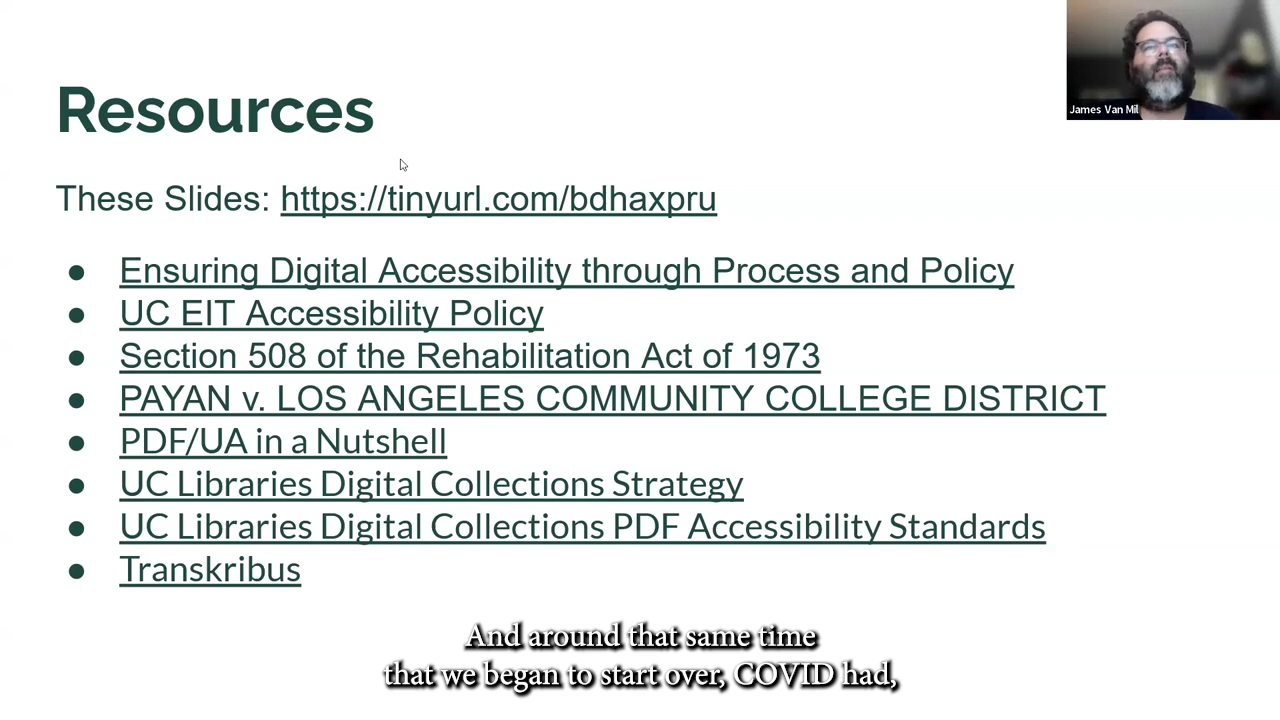 James Van Mil
Resources
These Slides: https://tinyurl.com/bdhaxpru
● Ensuring Digital Accessibility through Process and Policy
● UC EIT Accessibility Policy
● Section 508 of the Rehabilitation Act of 1973
● PAYAN v. LOS ANGELES COMMUNITY COLLEGE DISTRICT
● PDF/UA in a Nutshell
● UC Libraries Digital Collections Strategy
● UC Libraries Digital Collections PDF Accessibility Standards
● Transkribus
And around that same time
that we began to start over, COVID had,